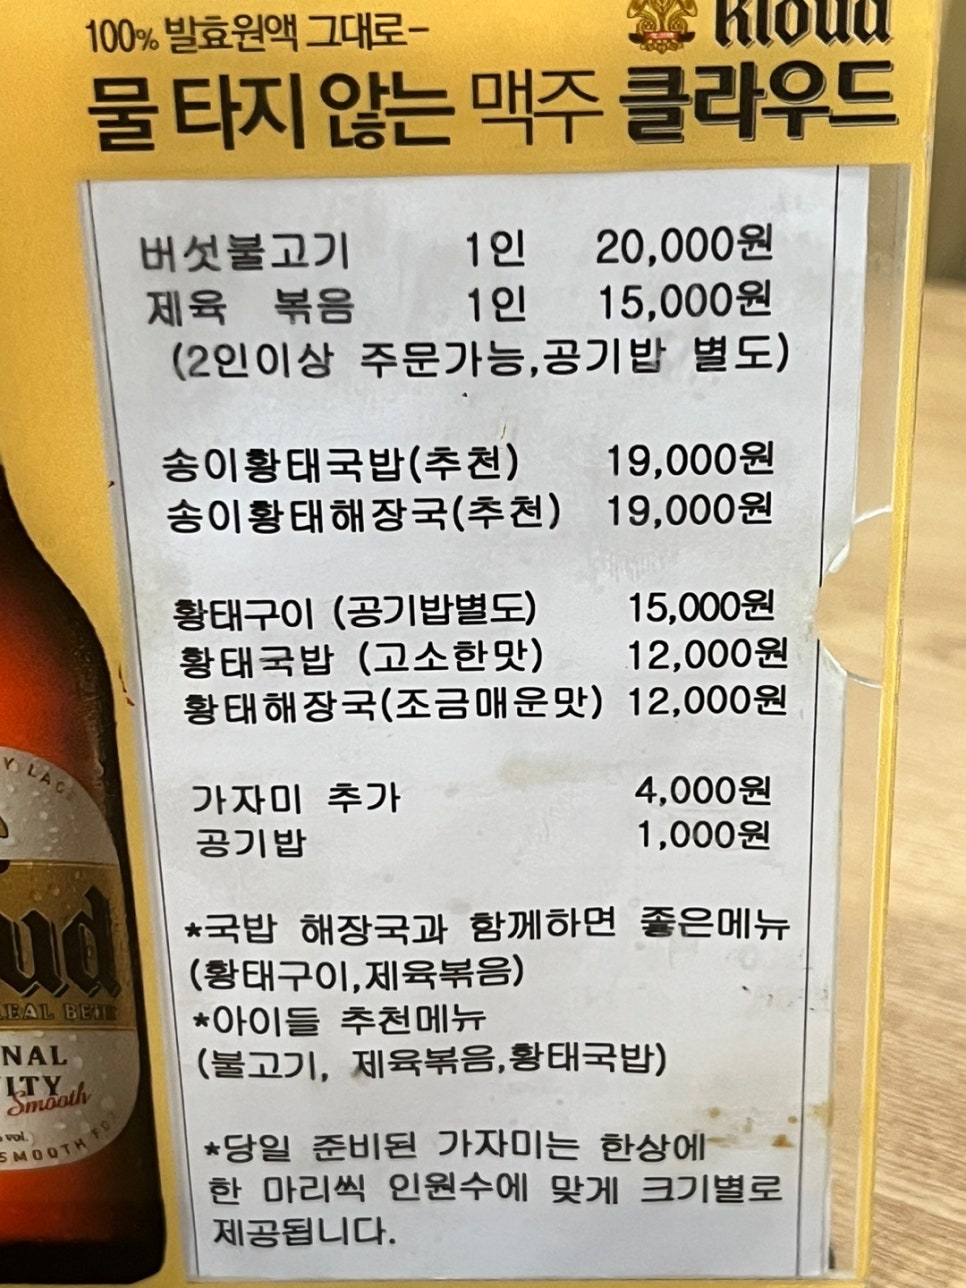 100% 발효원액 그대로-
Kloud
물 타지 않는 맥주 클라우드
버섯불고기 1인 20,000원
제육 볶음 1인 15,000원
(2인이상 주문가능,공기밥 별도)
송이황태국밥(추천) 19,000원
송이황태해장국(추천) 19,000원
황태구이 (공기밥별도) 15,000원
황태국밥 (고소한맛) 12,000원
황태해장국(조금매운맛) 12,000원
가자미 추가 4,000원
공기밥 1,000원
*국밥 해장국과 함께하면 좋은메뉴
(황태구이,제육볶음)
*아이들 추천메뉴
(불고기, 제육볶음,황태국밥)
*당일 준비된 가자미는 한상에
한 마리씩 인원수에 맞게 크기별로
제공됩니다.
Y LAG
ud
REAL BEE
NAL
ITY
Smooth
vol.)
SMOOTH FO